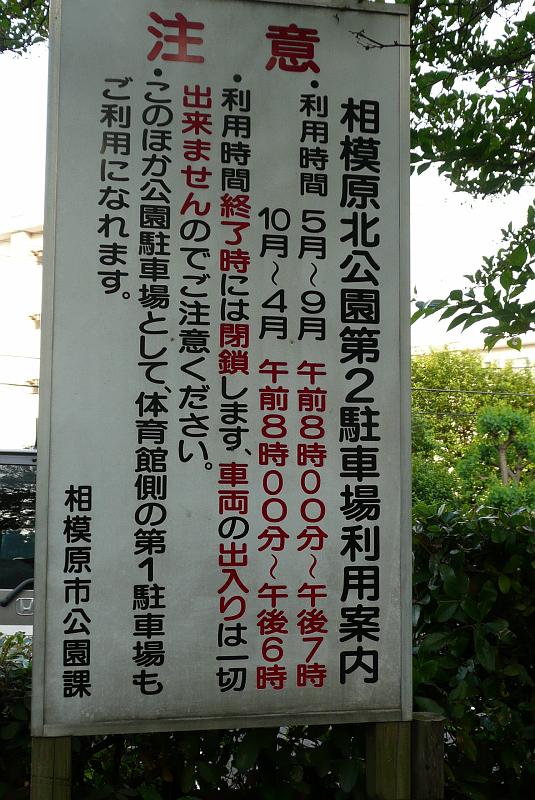 注意
相模原北公園第2駐車場利用案内
・利用時間 5月〜9月 午前8時00分〜午後7時
10月〜4月 午前8時00分〜午後6時
・利用時間終了時には閉鎖します、車両の出入りは一切
出来ませんのでご注意ください。
・このほか公園駐車場として、体育館側の第1駐車場も
ご利用になれます。
相模原市公園課